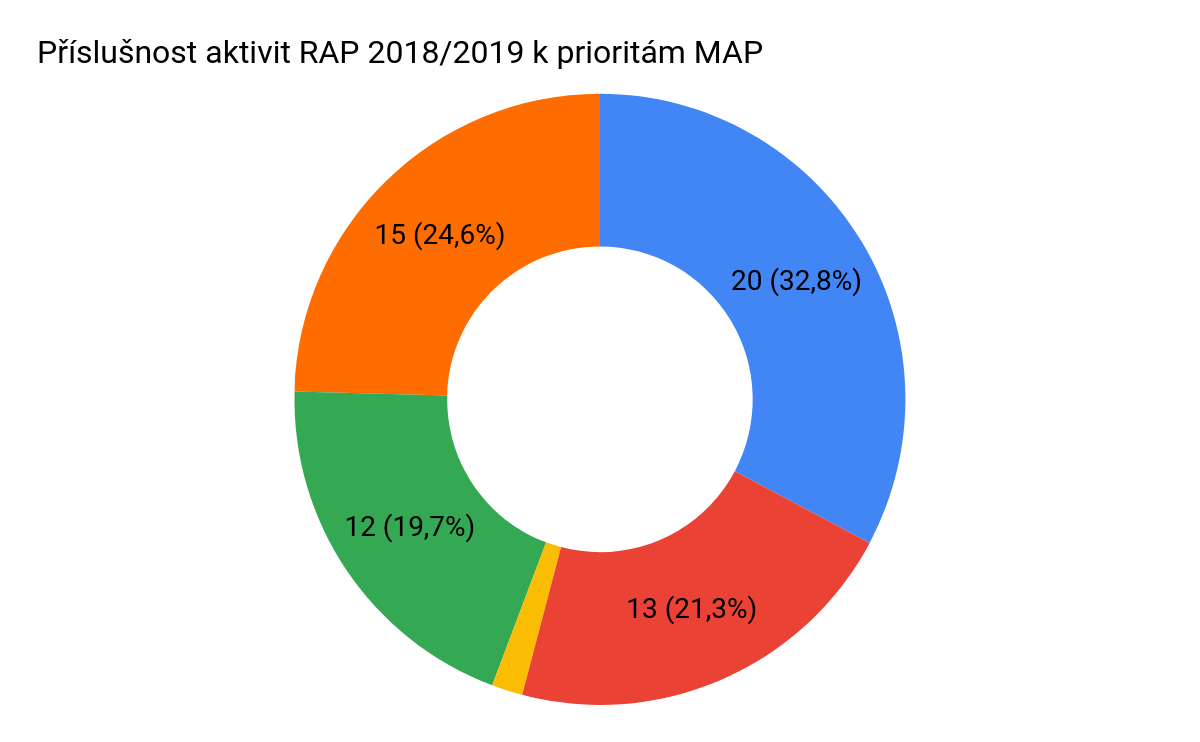 Příslušnost aktivit RAP 2018/2019 k prioritám MAP
15 (24,6%)
20 (32,8%)
12 (19,7%)
13 (21,3%)